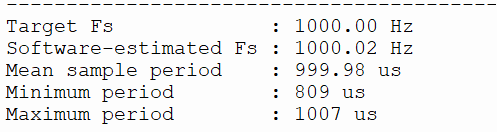 ----------------------------------------
Target Fs             : 1000.00 Hz
Software-estimated Fs : 1000.02 Hz
Mean sample period    : 999.98 us
Minimum period        : 809 us
Maximum period        : 1007 us